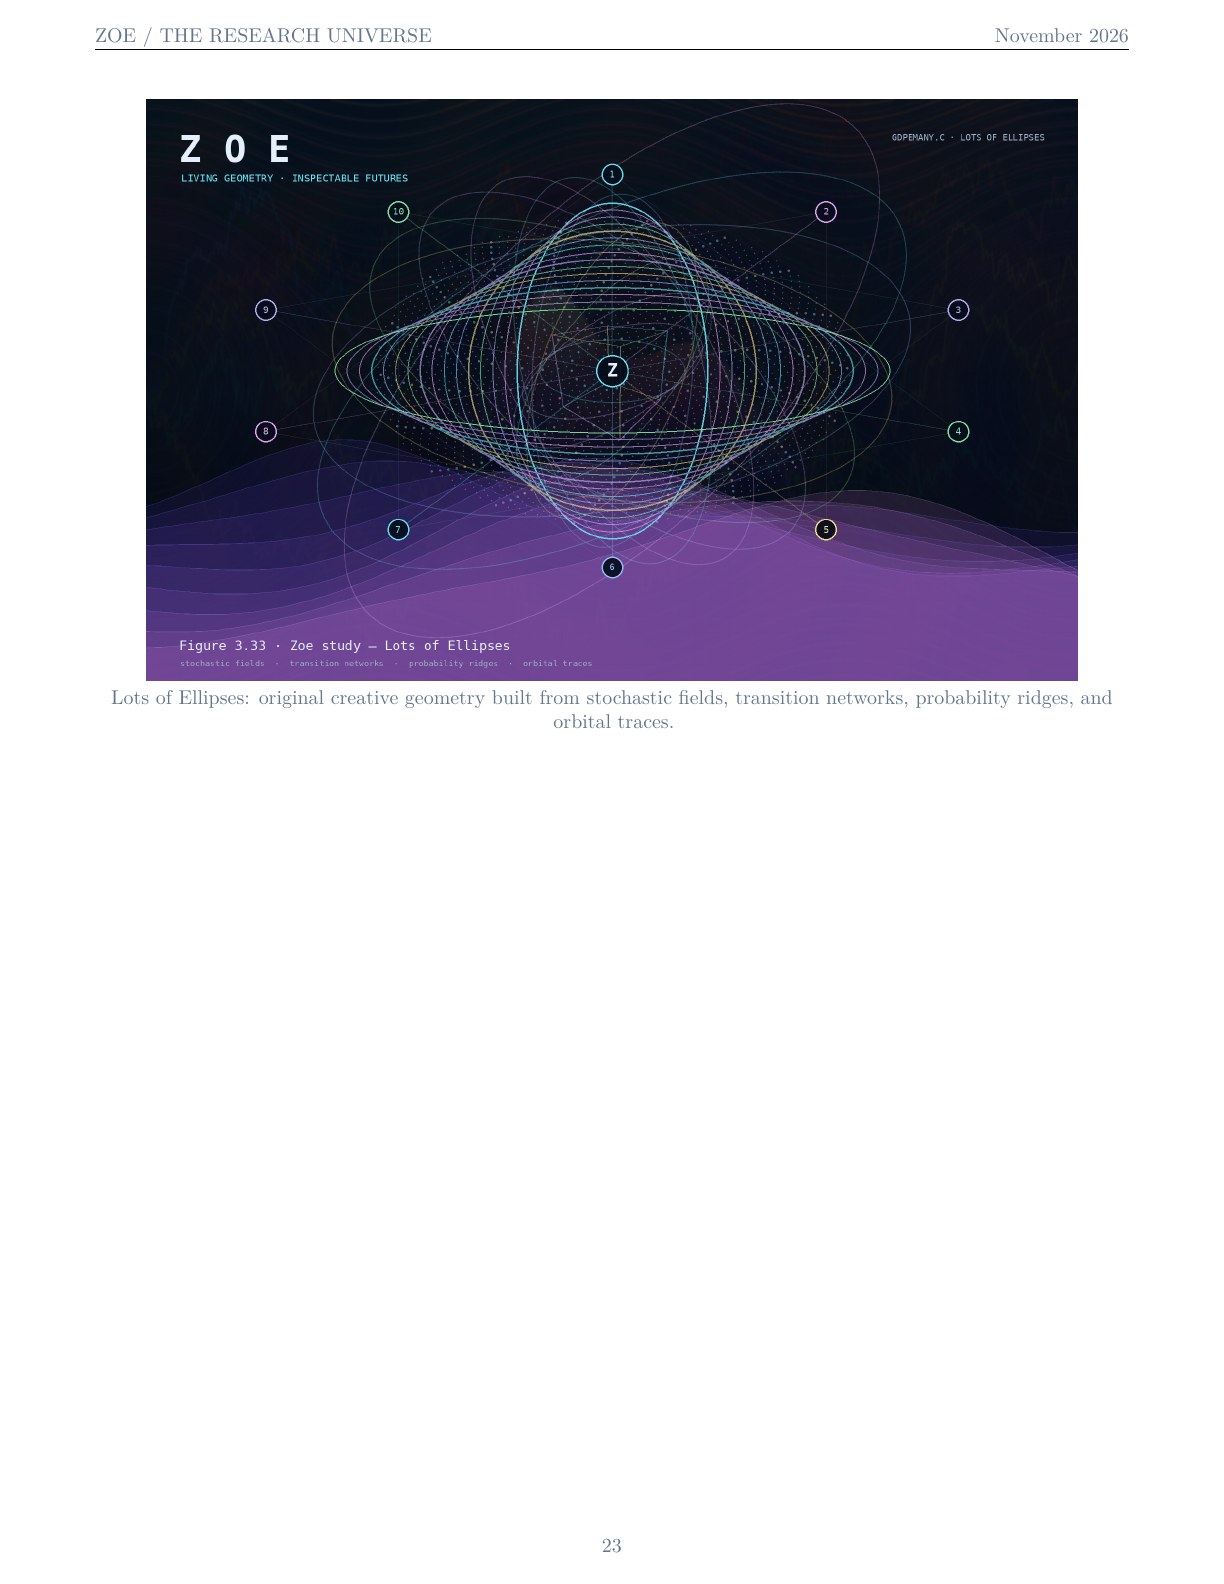 ZOE / THE RESEARCH UNIVERSE November 2026
Z O E
LIVING GEOMETRY · INSPECTABLE FUTURES
GDPEMANY.C · LOTS OF ELLIPSES
1
10
2
9
3
Z
8
4
7
5
6
Figure 3.33 · Zoe study — Lots of Ellipses
stochastic fields · transition networks · probability ridges · orbital traces
Lots of Ellipses: original creative geometry built from stochastic fields, transition networks, probability ridges, and
orbital traces.
23